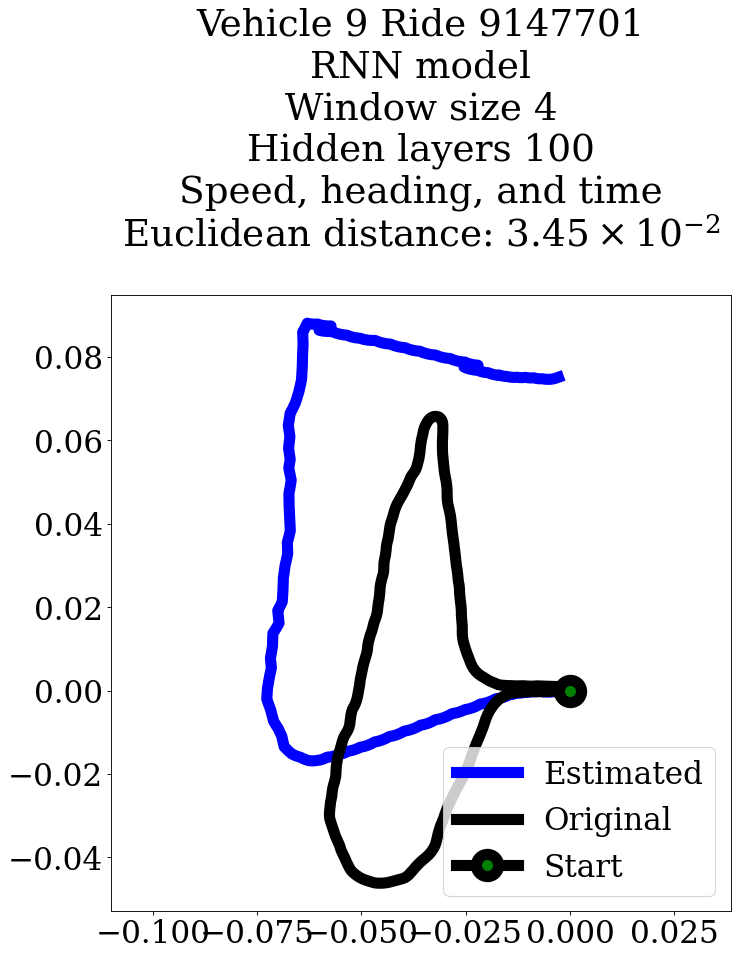 Vehicle 9 Ride 9147701
RNN model
Window size 4
Hidden layers 100
Speed, heading, and time
Euclidean distance: 3.45 × 10⁻²
0.08
0.06
0.04
0.02
0.00
−0.02
−0.04
Estimated
Original
Start
−0.100 −0.075 −0.050 −0.025 0.000 0.025